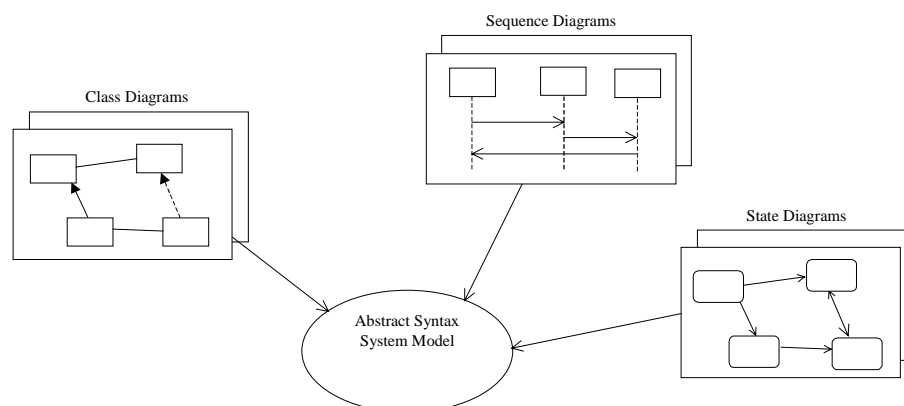 Sequence Diagrams
Class Diagrams
State Diagrams
Abstract Syntax
System Model